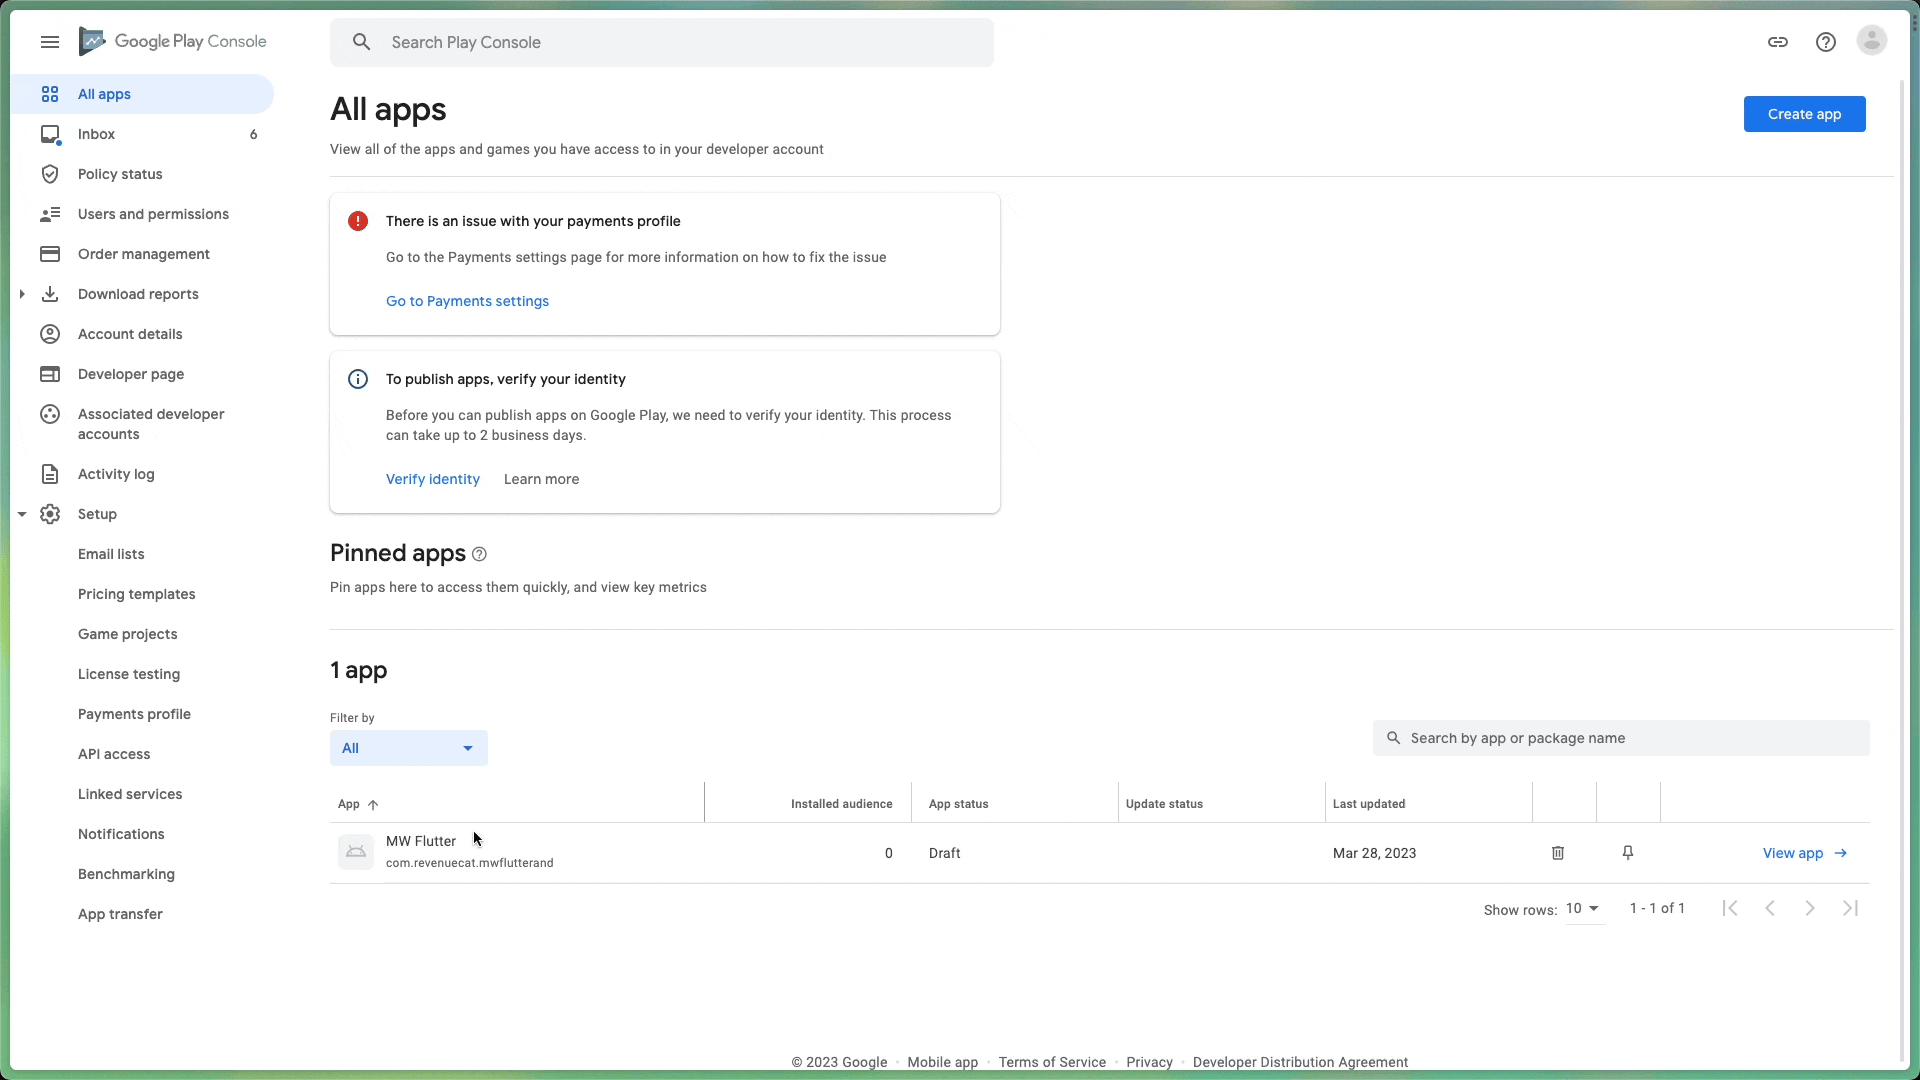 Google Play Console
Search Play Console
All apps
Inbox 6
Policy status
Users and permissions
Order management
Download reports
Account details
Developer page
Associated developer
accounts
Activity log
Setup
Email lists
Pricing templates
Game projects
License testing
Payments profile
API access
Linked services
Notifications
Benchmarking
App transfer
All apps
Create app
View all of the apps and games you have access to in your developer account
There is an issue with your payments profile
Go to the Payments settings page for more information on how to fix the issue
Go to Payments settings
To publish apps, verify your identity
Before you can publish apps on Google Play, we need to verify your identity. This process
can take up to 2 business days.
Verify identity Learn more
Pinned apps
Pin apps here to access them quickly, and view key metrics
1 app
Filter by
All
Search by app or package name
App Installed audience App status Update status Last updated
MW Flutter
com.revenuecat.mwflutterand
0 Draft Mar 28, 2023 View app
Show rows: 10 1 - 1 of 1
© 2023 Google · Mobile app · Terms of Service · Privacy · Developer Distribution Agreement